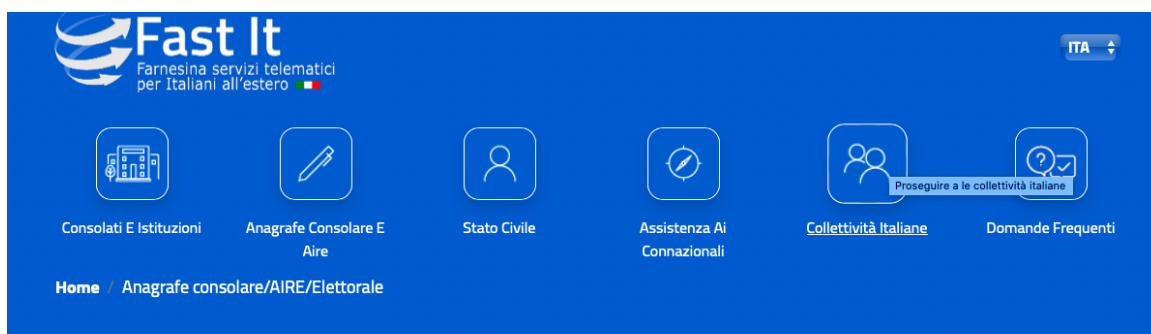 Fast It
Farnesina servizi telematici
per Italiani all'estero
ITA
Consolati E Istituzioni
Anagrafe Consolare E
Aire
Stato Civile
Assistenza Ai
Connazionali
Collettività Italiane
Proseguire a le collettività italiane
Domande Frequenti
Home / Anagrafe consolare/AIRE/Elettorale